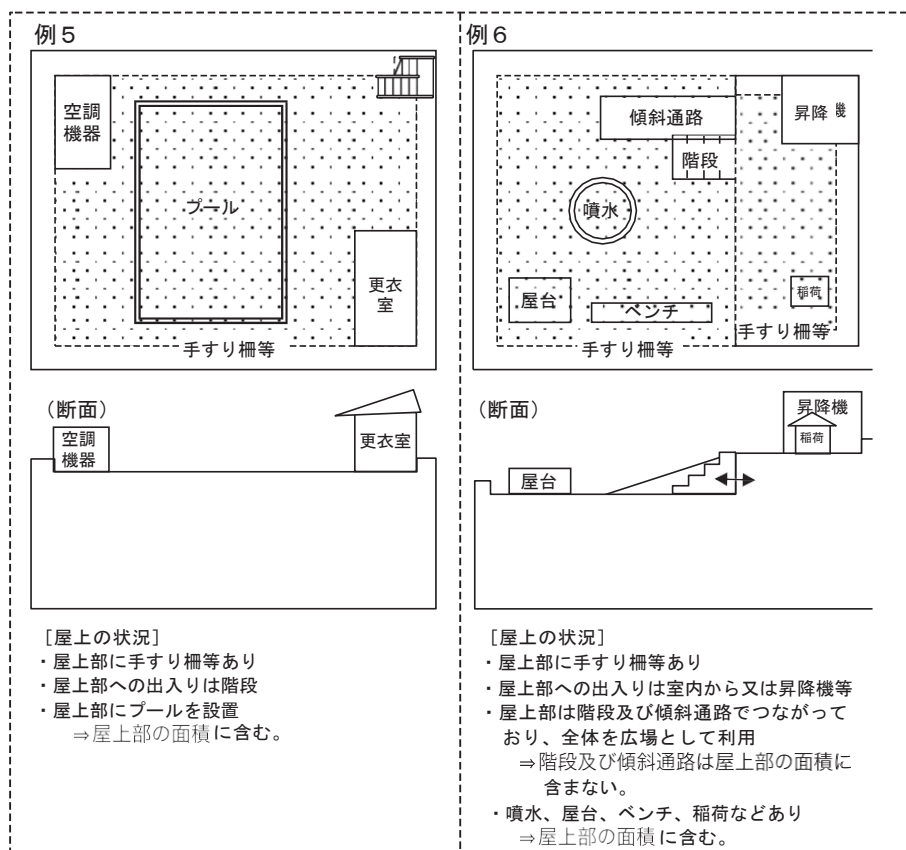 例5
空調
機器
プール
更衣
室
手すり柵等
(断面)
空調
機器
更衣室
[屋上の状況]
・屋上部に手すり柵等あり
・屋上部への出入りは階段
・屋上部にプールを設置
⇒屋上部の面積に含む。
例6
傾斜通路
昇降機
階段
噴水
屋台
ベンチ
稲荷
手すり柵等
手すり柵等
(断面)
昇降機
稲荷
屋台
[屋上の状況]
・屋上部に手すり柵等あり
・屋上部への出入りは室内から又は昇降機等
・屋上部は階段及び傾斜通路でつながって
おり、全体を広場として利用
⇒階段及び傾斜通路は屋上部の面積に
含まない。
・噴水、屋台、ベンチ、稲荷などあり
⇒屋上部の面積に含む。